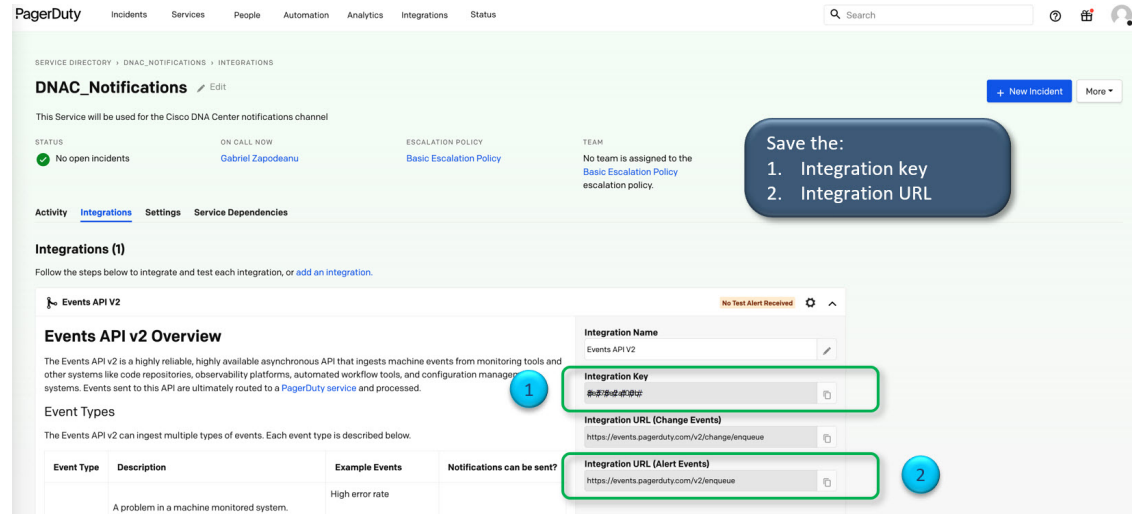 PagerDuty Incidents Services People Automation Analytics Integrations Status Search
SERVICE DIRECTORY > DNAC_NOTIFICATIONS > INTEGRATIONS
DNAC_Notifications Edit
+ New Incident More
This Service will be used for the Cisco DNA Center notifications channel
STATUS ON CALL NOW ESCALATION POLICY TEAM
No open incidents Gabriel Zapodeanu Basic Escalation Policy No team is assigned to the
Basic Escalation Policy
escalation policy.
Save the:
1. Integration key
2. Integration URL
Activity Integrations Settings Service Dependencies
Integrations (1)
Follow the steps below to integrate and test each integration, or add an integration.
Events API V2 No Test Alert Received
Events API v2 Overview
The Events API v2 is a highly reliable, highly available asynchronous API that ingests machine events from monitoring tools and
other systems like code repositories, observability platforms, automated workflow tools, and configuration management
systems. Events sent to this API are ultimately routed to a PagerDuty service and processed.
Event Types
The Events API v2 can ingest multiple types of events. Each event type is described below.
Event Type Description Example Events Notifications can be sent?
High error rate
A problem in a machine monitored system.
Integration Name
Events API V2
1
Integration Key
Integration URL (Change Events)
https://events.pagerduty.com/v2/change/enqueue
Integration URL (Alert Events)
https://events.pagerduty.com/v2/enqueue
2